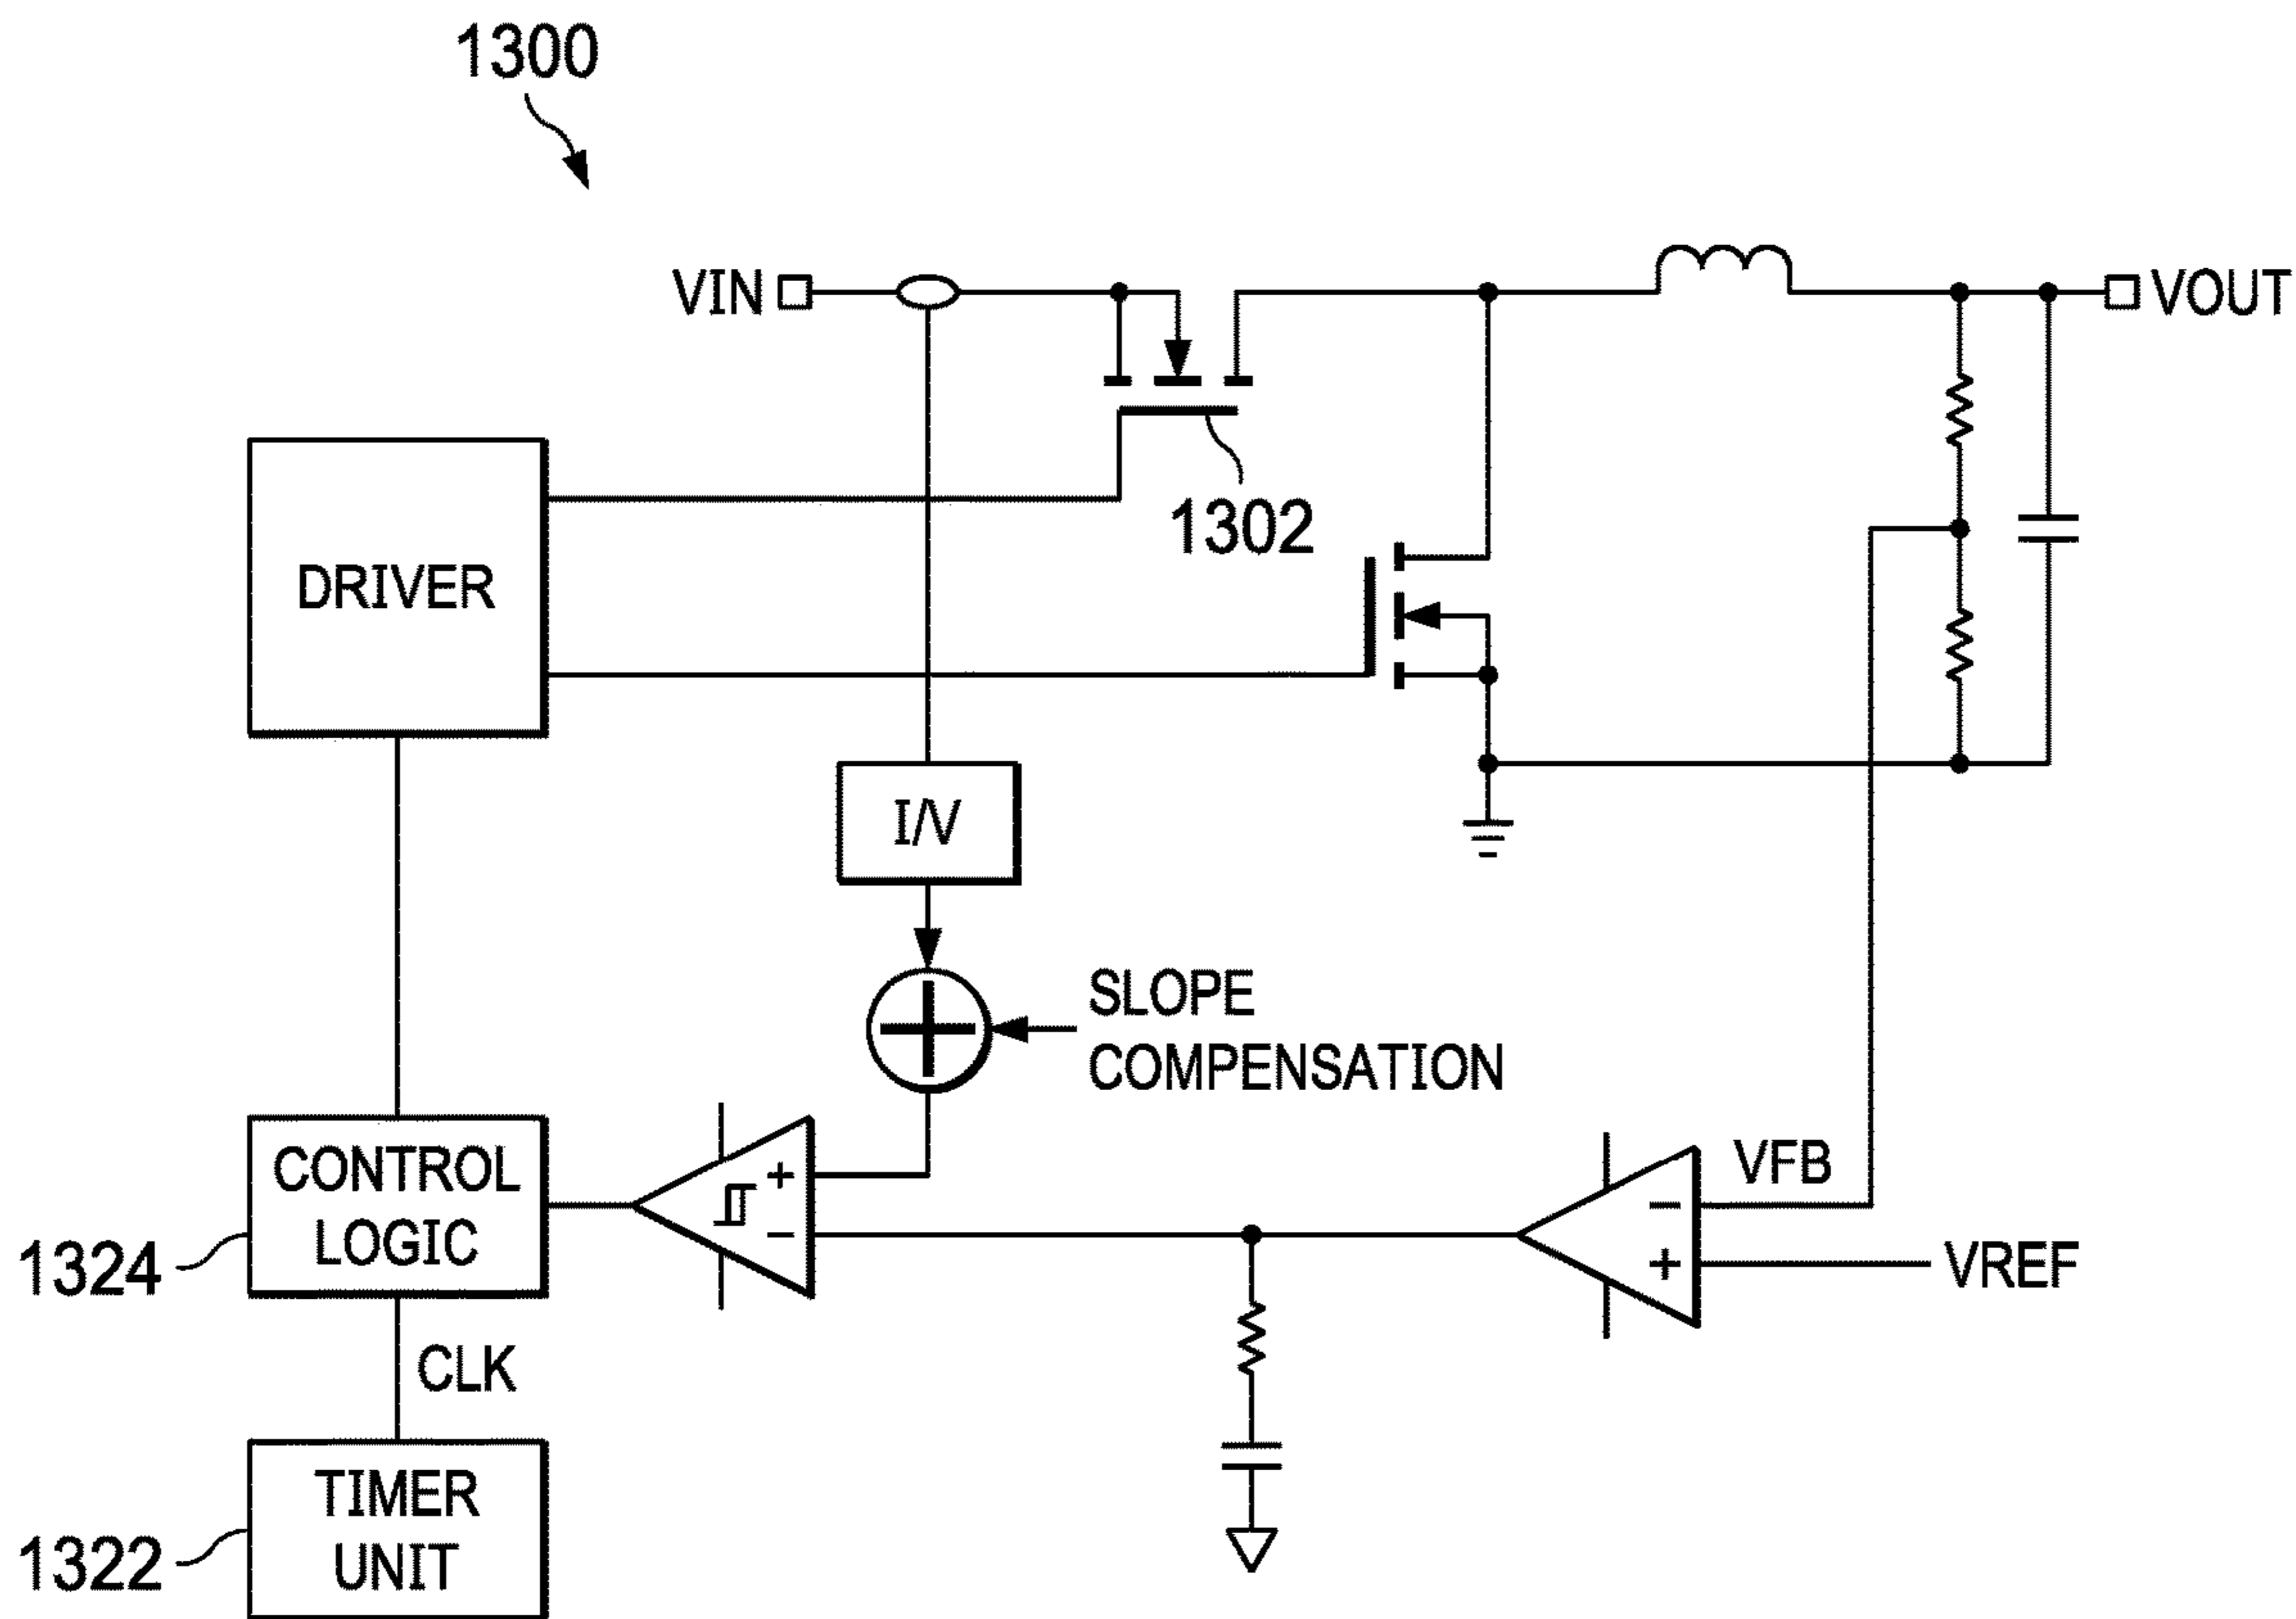 1300
VIN
VOUT
1302
DRIVER
I/V
SLOPE
COMPENSATION
+
-
CONTROL
LOGIC
1324
VFB
-
+
VREF
CLK
TIMER
UNIT
1322